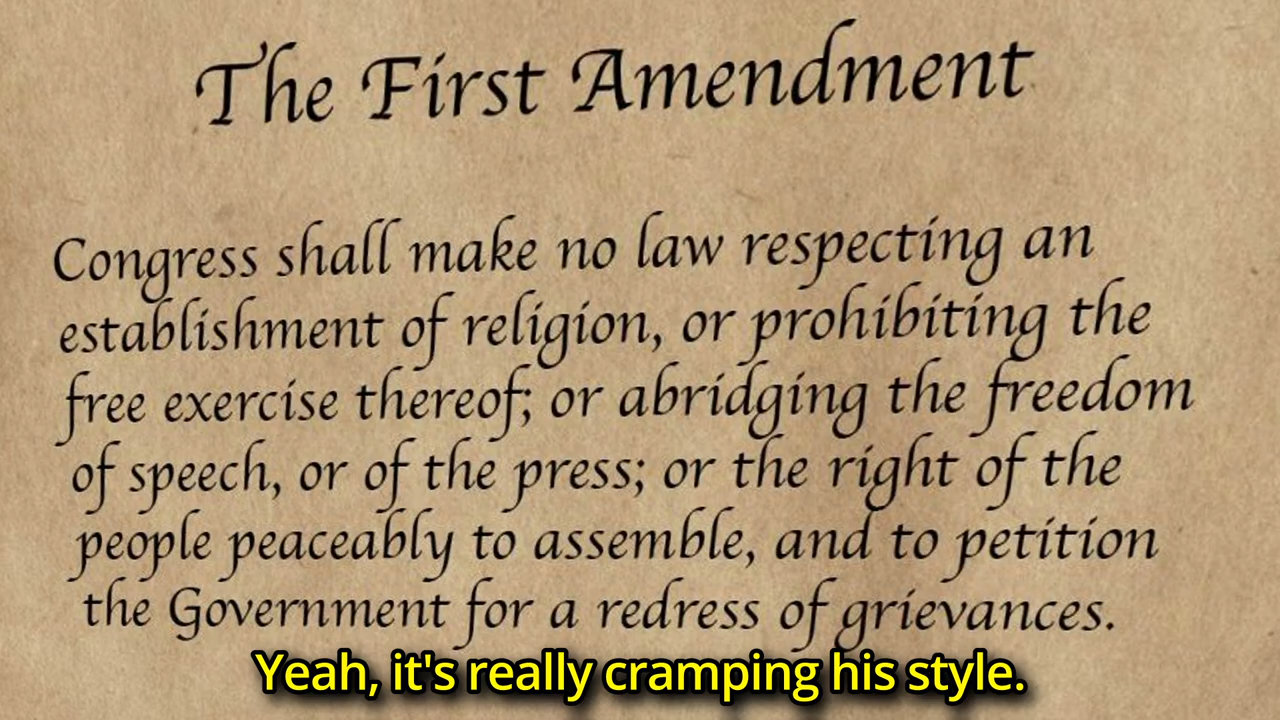 The First Amendment
Congress shall make no law respecting an
establishment of religion, or prohibiting the
free exercise thereof; or abridging the freedom
of speech, or of the press; or the right of the
people peaceably to assemble, and to petition
the Government for a redress of grievances.
Yeah, it's really cramping his style.